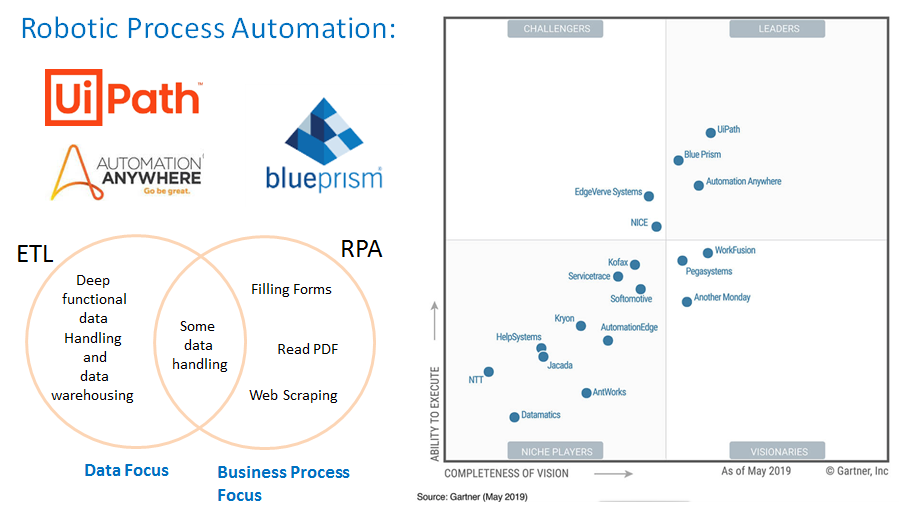 Robotic Process Automation:
UiPath™
AUTOMATION
ANYWHERE
Go be great.
blueprism®
ETL
RPA
Deep
functional
data
Handling
and
data
warehousing
Some
data
handling
Filling Forms
Read PDF
Web Scraping
Data Focus
Business Process
Focus
CHALLENGERS
LEADERS
UiPath
Blue Prism
Automation Anywhere
EdgeVerve Systems
NICE
WorkFusion
Kofax
Pegasystems
Servicetrace
Softomotive
Another Monday
Kryon
AutomationEdge
HelpSystems
Jacada
NTT
AntWorks
Datamatics
NICHE PLAYERS
VISIONARIES
ABILITY TO EXECUTE
COMPLETENESS OF VISION
As of May 2019
© Gartner, Inc
Source: Gartner (May 2019)